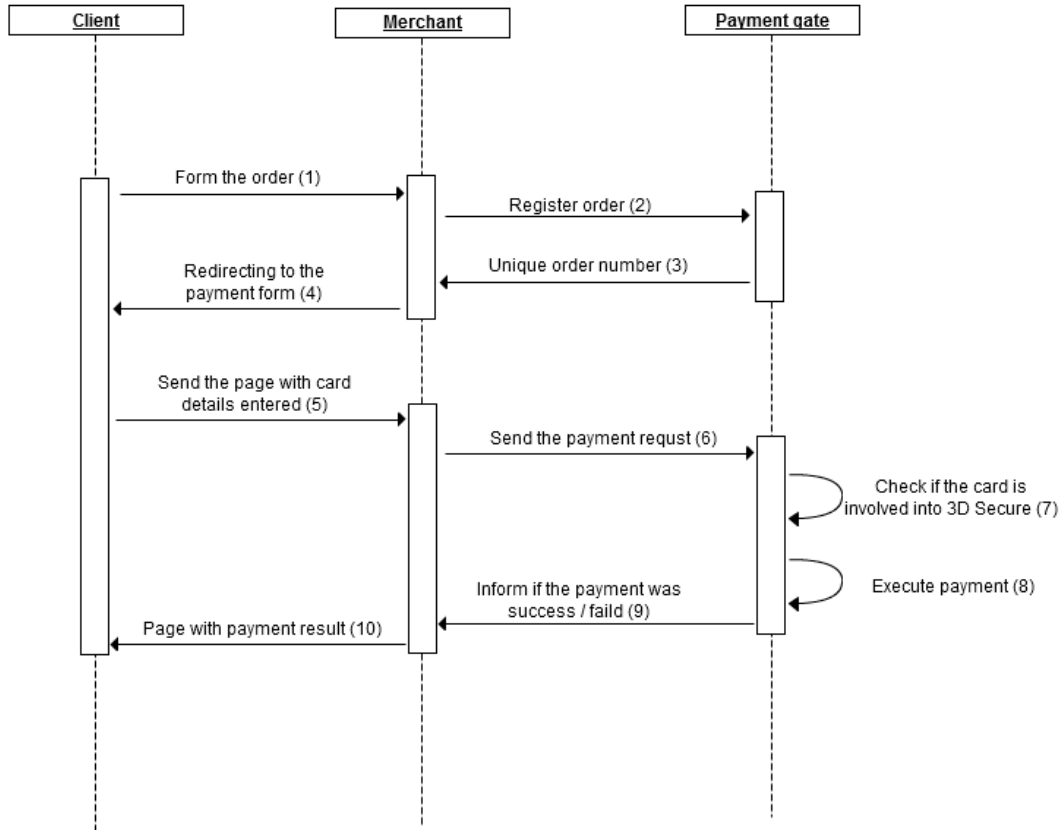 Client
Merchant
Payment gate
Form the order (1)
Register order (2)
Unique order number (3)
Redirecting to the
payment form (4)
Send the page with card
details entered (5)
Send the payment requst (6)
Check if the card is
involved into 3D Secure (7)
Execute payment (8)
Inform if the payment was
success / faild (9)
Page with payment result (10)